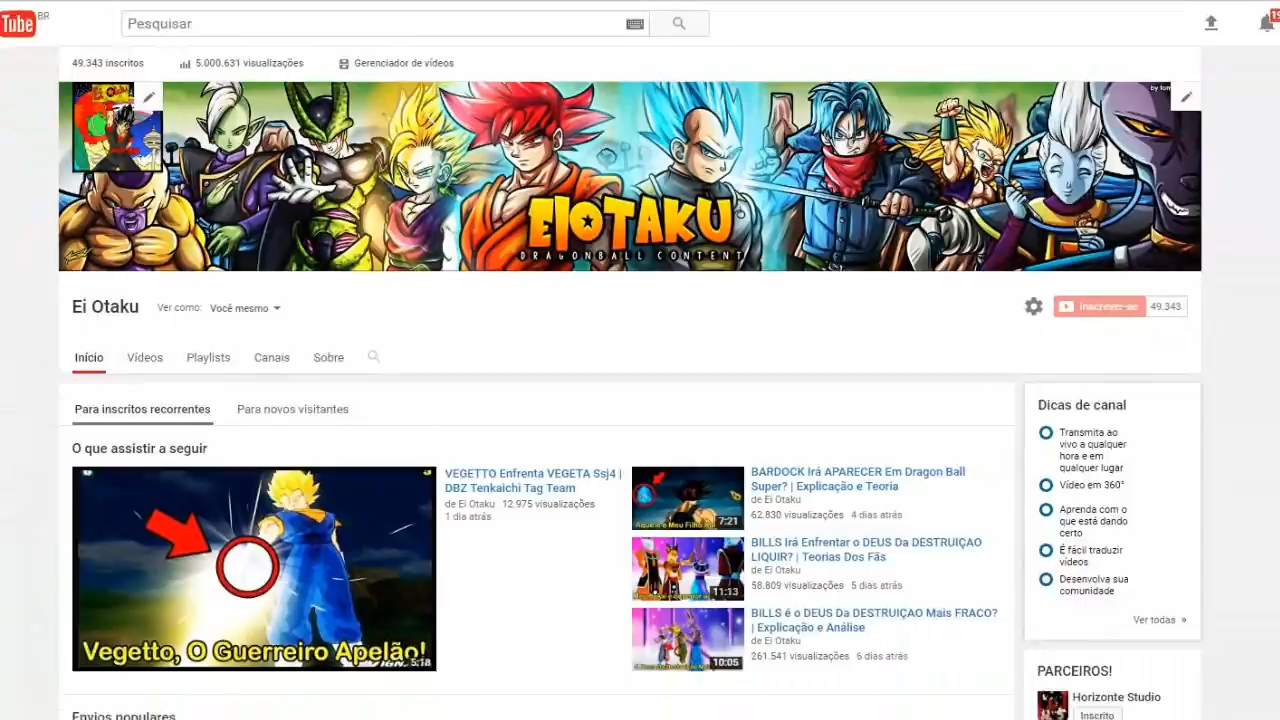 Tube BR
Pesquisar
19
49.343 inscritos
5.000.631 visualizações
Gerenciador de vídeos
EIOTAKU
DRAGONBALL CONTENT
Ei Otaku
Ver como: Você mesmo
Inscrever-se 49.343
Início Vídeos Playlists Canais Sobre
Para inscritos recorrentes Para novos visitantes
O que assistir a seguir
Vegetto, O Guerreiro Apelão!
5:18
VEGETTO Enfrenta VEGETA Ssj4 |
DBZ Tenkaichi Tag Team
de Ei Otaku 12.975 visualizações
1 dia atrás
7:21
BARDOCK Irá APARECER Em Dragon Ball
Super? | Explicação e Teoria
de Ei Otaku
62.830 visualizações 4 dias atrás
11:13
BILLS Irá Enfrentar o DEUS Da DESTRUIÇAO
LIQUIR? | Teorias Dos Fãs
de Ei Otaku
58.809 visualizações 5 dias atrás
10:05
BILLS é o DEUS Da DESTRUIÇAO Mais FRACO?
| Explicação e Análise
de Ei Otaku
261.541 visualizações 6 dias atrás
Envios populares
Dicas de canal
Transmita ao
vivo a qualquer
hora e em
qualquer lugar
Vídeo em 360°
Aprenda com o
que está dando
certo
É fácil traduzir
vídeos
Desenvolva sua
comunidade
Ver todas »
PARCEIROS!
Horizonte Studio
Inscrito